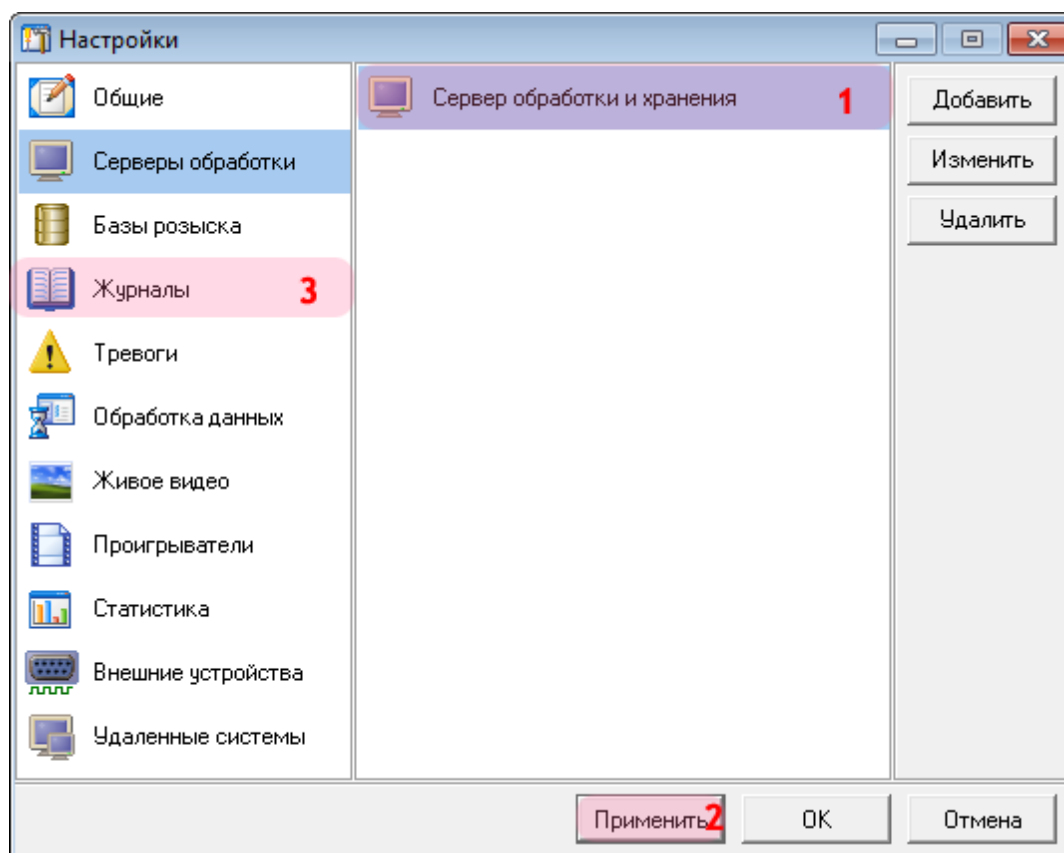 Настройки
Общие
Серверы обработки
Базы розыска
Журналы 3
Тревоги
Обработка данных
Живое видео
Проигрыватели
Статистика
Внешние устройства
Удаленные системы
Сервер обработки и хранения 1
Добавить
Изменить
Удалить
Применить 2
OK
Отмена